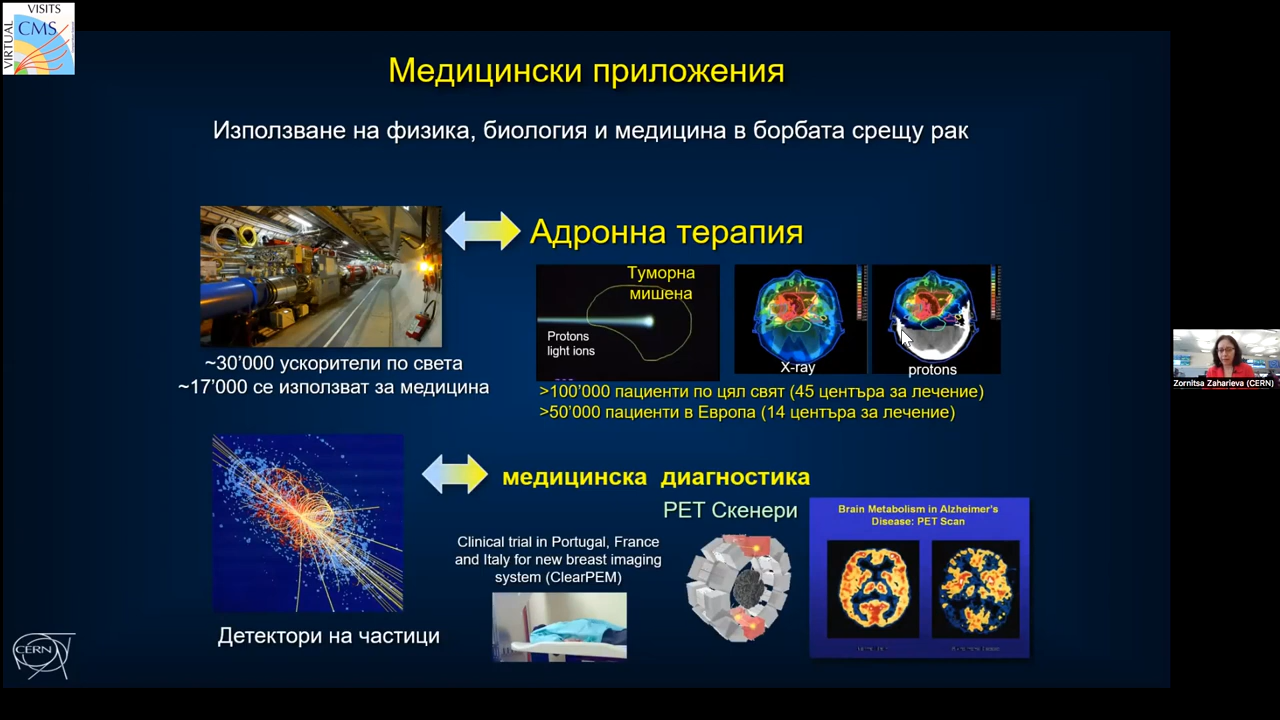 VISITS
VIRTUAL
CMS
Медицински приложения
Използване на физика, биология и медицина в борбата срещу рак
Адронна терапия
Туморна
мишена
Protons
light ions
X-ray
protons
~30’000 ускорители по света
~17’000 се използват за медицина
>100’000 пациенти по цял свят (45 центъра за лечение)
>50’000 пациенти в Европа (14 центъра за лечение)
Zornitsa Zaharieva (CERN)
медицинска диагностика
PET Скенери
Clinical trial in Portugal, France
and Italy for new breast imaging
system (ClearPEM)
Brain Metabolism in Alzheimer's
Disease: PET Scan
Детектори на частици
CERN